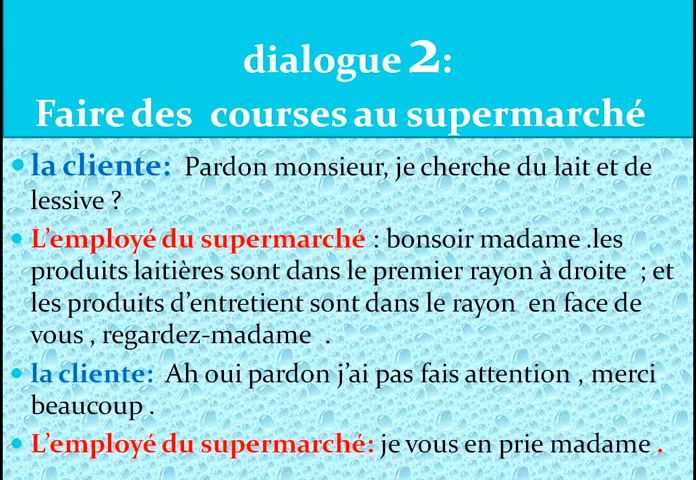 dialogue 2:
Faire des courses au supermarché
• la cliente: Pardon monsieur, je cherche du lait et de
lessive ?
• L'employé du supermarché : bonsoir madame .les
produits laitières sont dans le premier rayon à droite ; et
les produits d'entretient sont dans le rayon en face de
vous , regardez-madame .
• la cliente: Ah oui pardon j'ai pas fais attention , merci
beaucoup .
• L'employé du supermarché: je vous en prie madame .